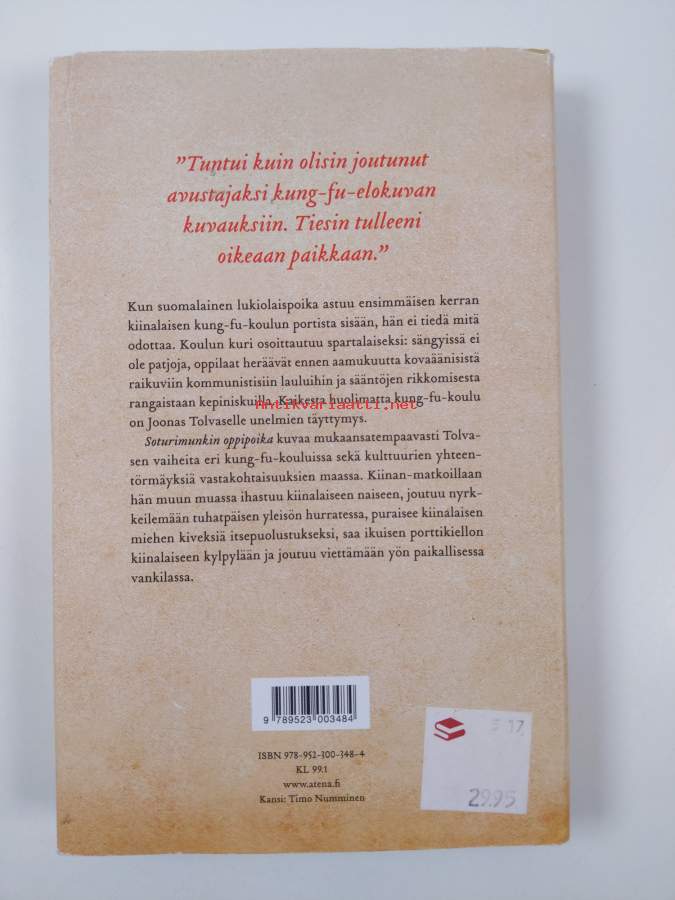 ”Tuntui kuin olisin joutunut
avustajaksi kung-fu-elokuvan
kuvauksiin. Tiesin tulleeni
oikeaan paikkaan.”
Kun suomalainen lukiolaispoika astuu ensimmäisen kerran
kiinalaisen kung-fu-koulun portista sisään, hän ei tiedä mitä
odottaa. Koulun kuri osoittautuu spartalaiseksi: sängyissä ei
ole patjoja, oppilaat heräävät ennen aamukuutta kovaäänisistä
raikuviin kommunistisiin lauluihin ja sääntöjen rikkomisesta
rangaistaan kepiniskuilla. Kaikesta huolimatta kung-fu-koulu
Antikvariaatti.net
on Joonas Tolvaselle unelmien täyttymys.
Soturimunkin oppipoika kuvaa mukaansatempaavasti Tolva-
sen vaiheita eri kung-fu-kouluissa sekä kulttuurien yhteen-
törmäyksiä vastakohtaisuuksien maassa. Kiinan-matkoillaan
hän muun muassa ihastuu kiinalaiseen naiseen, joutuu nyrk-
keilemään tuhatpäisen yleisön hurratessa, puraisee kiinalaisen
miehen kiveksiä itsepuolustukseksi, saa ikuisen porttikiellon
kiinalaiseen kylpylään ja joutuu viettämään yön paikallisessa
vankilassa.
9 789523 003484
ISBN 978-952-300-348-4
KL 99.1
www.atena.fi
Kansi: Timo Numminen
17
29.95